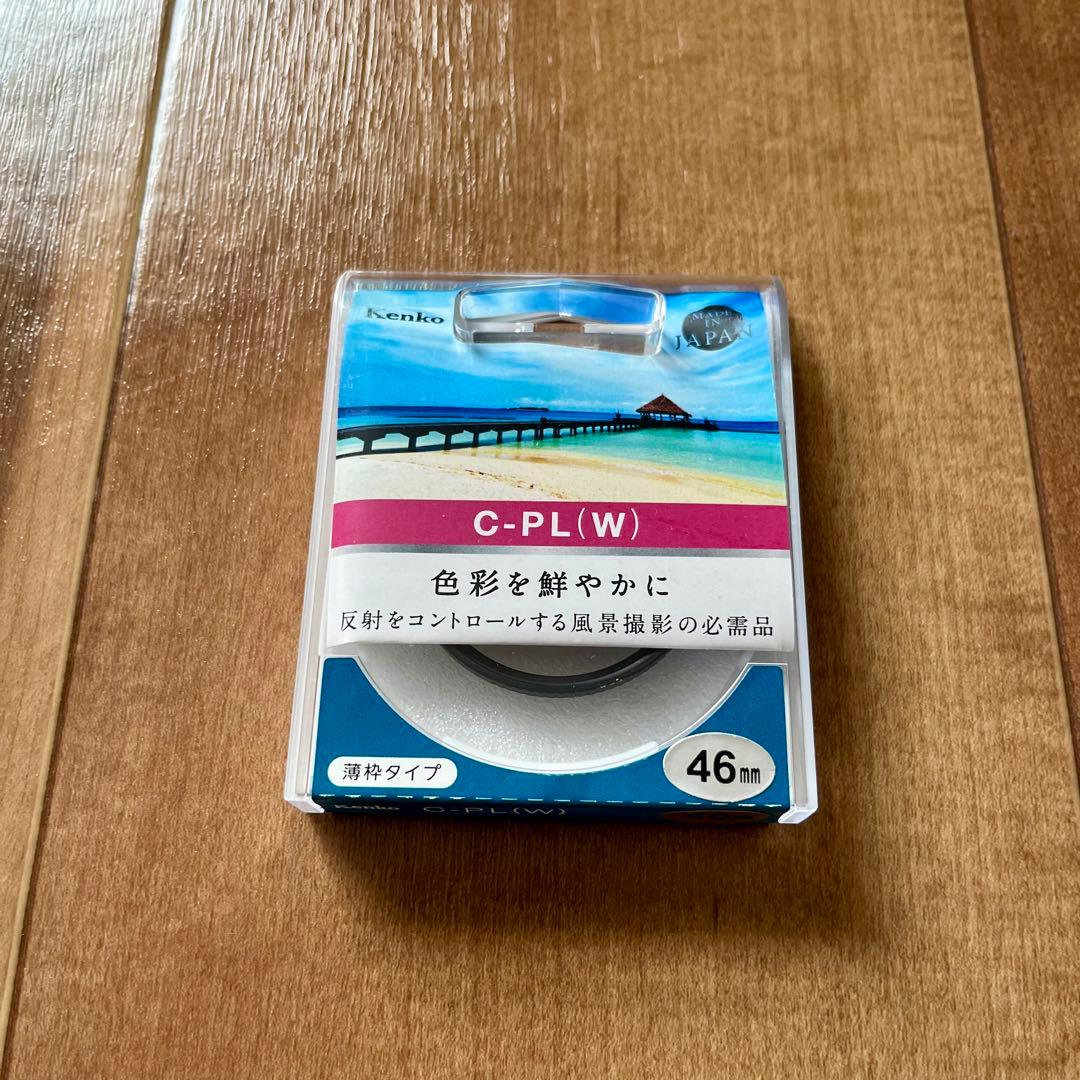 Kenko
MADE
IN
JAPAN
C-PL(W)
色彩を鮮やかに
反射をコントロールする風景撮影の必需品
薄枠タイプ
46mm
Kenko C-PL(W)